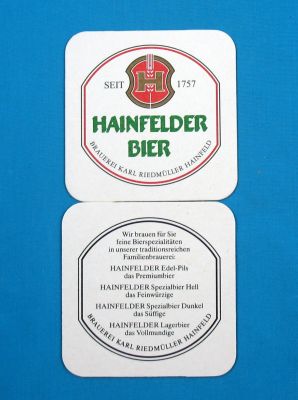 H
SEIT 1757
HAINFELDER
BIER
BRAUEREI KARL RIEDMÜLLER HAINFELD
Wir brauen für Sie
feine Bierspezialitäten
in unserer traditionsreichen
Familienbrauerei:
HAINFELDER Edel-Pils
das Premiumbier
HAINFELDER Spezialbier Hell
das Feinwürzige
HAINFELDER Spezialbier Dunkel
das Süffige
HAINFELDER Lagerbier
das Vollmundige
BRAUEREI KARL RIEDMÜLLER HAINFELD